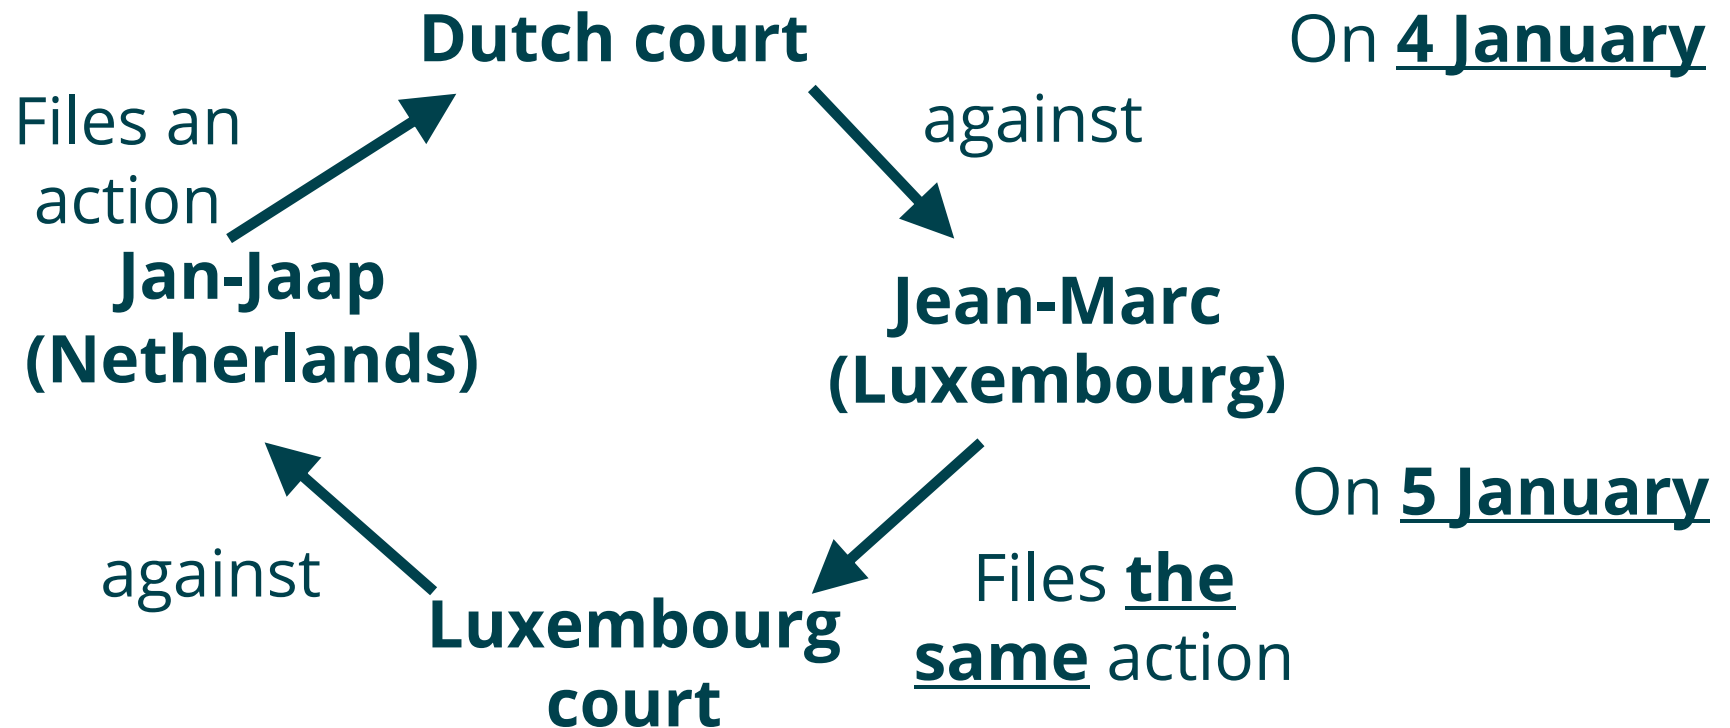 Dutch court
On 4 January
Files an
action
against
Jan-Jaap
(Netherlands)
Jean-Marc
(Luxembourg)
On 5 January
Files the
same action
against
Luxembourg
court